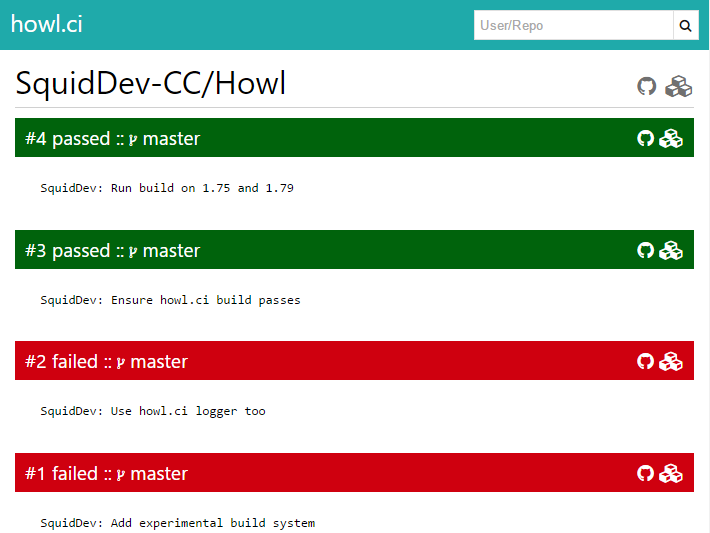 howl.ci
User/Repo
SquidDev-CC/Howl
#4 passed :: master
SquidDev: Run build on 1.75 and 1.79
#3 passed :: master
SquidDev: Ensure howl.ci build passes
#2 failed :: master
SquidDev: Use howl.ci logger too
#1 failed :: master
SquidDev: Add experimental build system